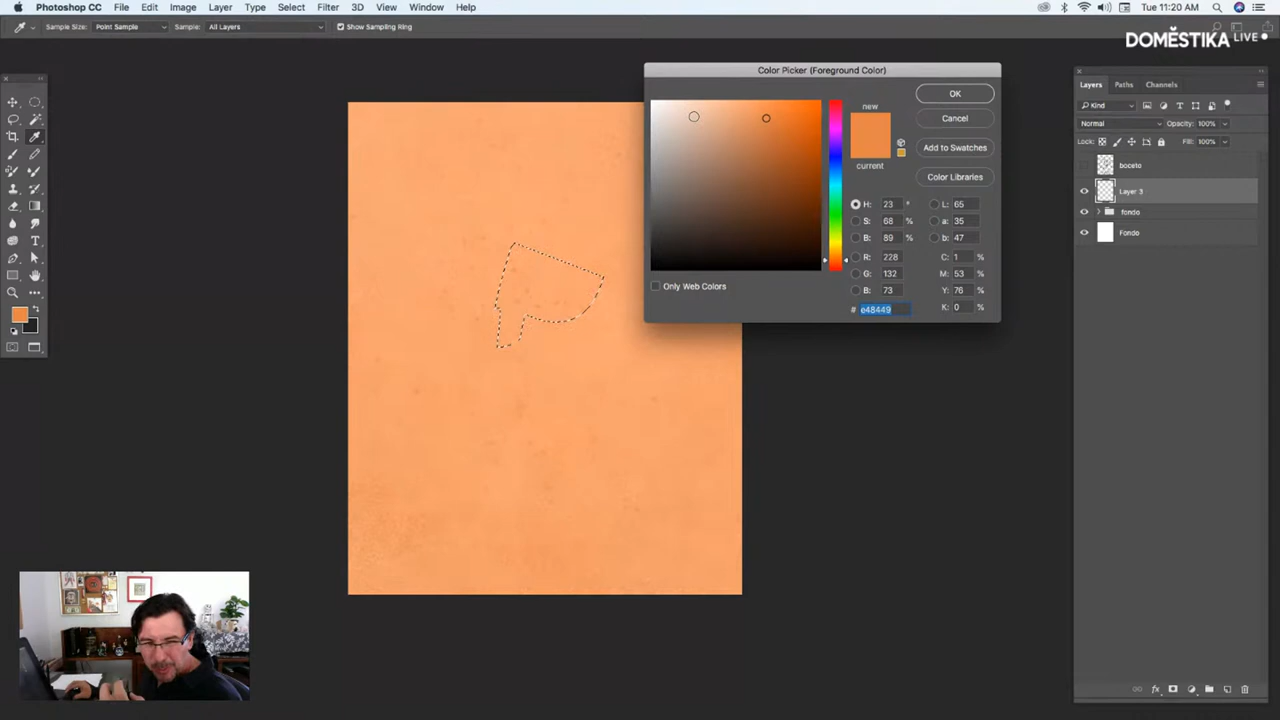 Photoshop CC File Edit Image Layer Type Select Filter 3D View Window Help Tue 11:20 AM
Sample Size: Point Sample Sample: All Layers Show Sampling Ring
DOMĚSTIKA LIVE
Color Picker (Foreground Color)
new
current
OK
Cancel
Add to Swatches
Color Libraries
H: 23 °
S: 68 %
B: 89 %
R: 228
G: 132
B: 73
# e48449
L: 65
a: 35
b: 47
C: 1 %
M: 53 %
Y: 76 %
K: 0 %
Only Web Colors
Layers Paths Channels
Kind
Normal Opacity: 100%
Lock: Fill: 100%
boceto
Layer 3
fondo
Fondo